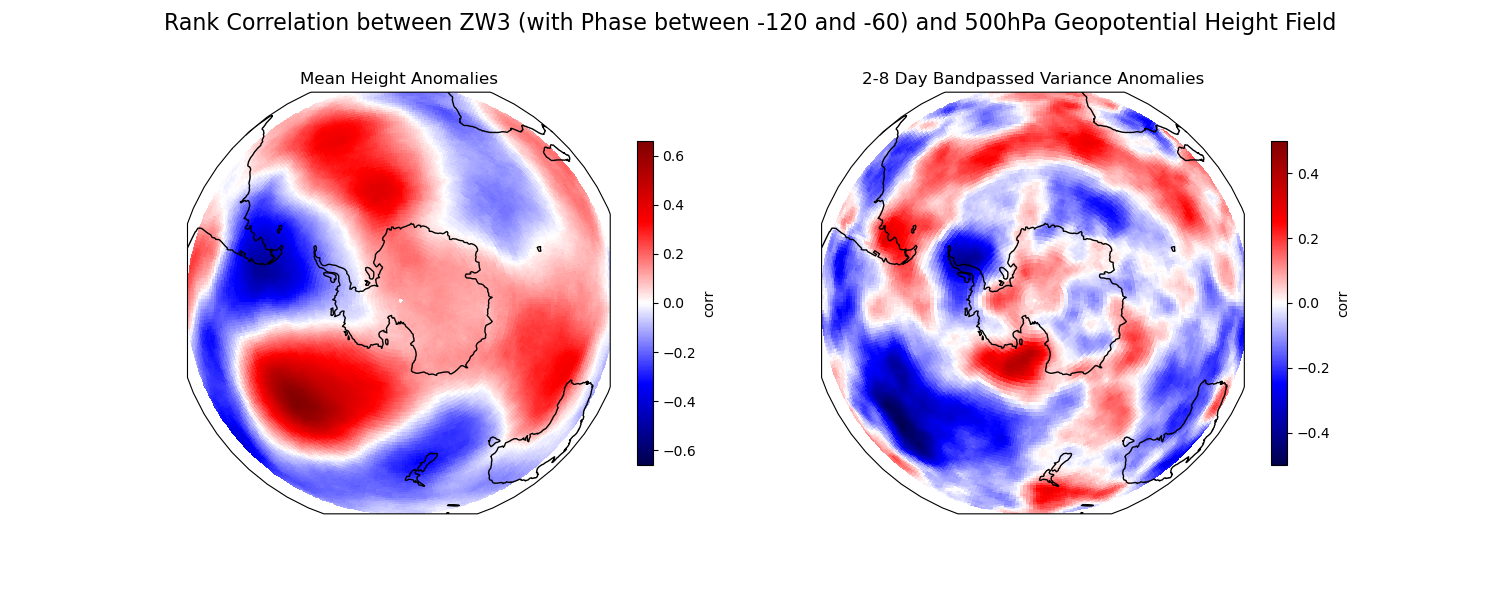 Rank Correlation between ZW3 (with Phase between -120 and -60) and 500hPa Geopotential Height Field
Mean Height Anomalies
0.6
0.4
0.2
0.0
−0.2
−0.4
−0.6
corr
2-8 Day Bandpassed Variance Anomalies
0.4
0.2
0.0
−0.2
−0.4
corr